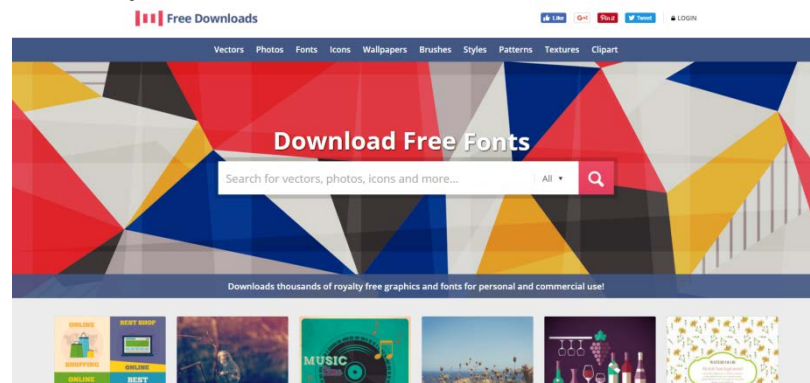 Free Downloads
Like
G+1
Pin it
Tweet
LOGIN
Vectors Photos Fonts Icons Wallpapers Brushes Styles Patterns Textures Clipart
Download Free Fonts
Search for vectors, photos, icons and more...
All
Downloads thousands of royalty free graphics and fonts for personal and commercial use!
ONLINE
SHOPPING
ONLINE
BEST SHOP
ONLINE
BEST
MUSIC